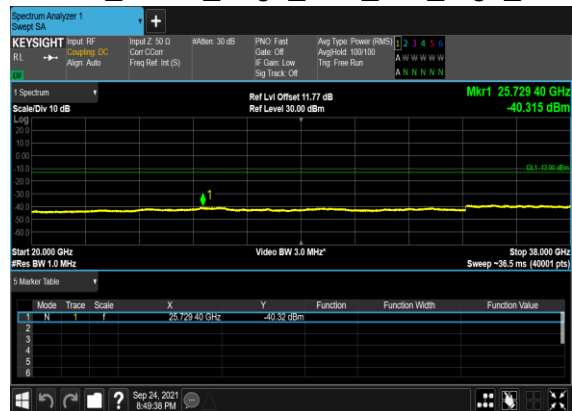 Spectrum Analyzer 1
Swept SA
KEYSIGHT
RL
Input: RF
Coupling: DC
Align: Auto
Input Z: 50 Ω
Corr CCorr
Freq Ref: Int (S)
#Atten: 30 dB
PNO: Fast
Gate: Off
IF Gain: Low
Sig Track: Off
Avg Type: Power (RMS)
Avg|Hold: 100/100
Trig: Free Run
1 2 3 4 5 6
A W W W W W
A N N N N N
LW
1 Spectrum
Scale/Div 10 dB
Ref Lvl Offset 11.77 dB
Ref Level 30.00 dBm
Mkr1 25.729 40 GHz
-40.315 dBm
Log
20.0
10.0
0.00
-10.0
-20.0
-30.0
-40.0
-50.0
-60.0
DL1 -13.00 dBm
1
Start 20.000 GHz
#Res BW 1.0 MHz
Video BW 3.0 MHz*
Stop 38.000 GHz
Sweep ~36.5 ms (40001 pts)
5 Marker Table
Mode Trace Scale X Y Function Function Width Function Value
1 N 1 f 25.729 40 GHz -40.32 dBm
2
3
4
5
6
?
Sep 24, 2021
8:49:38 PM